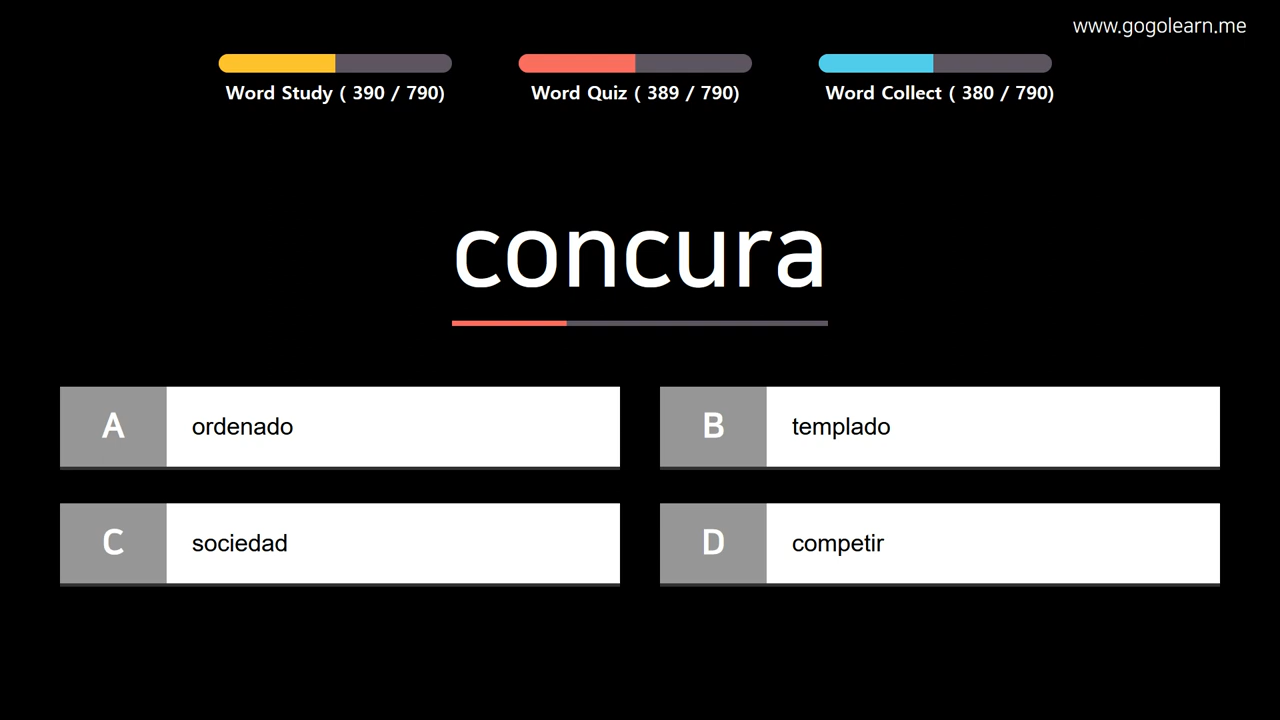 www.gogolearn.me
Word Study ( 390 / 790)
Word Quiz ( 389 / 790)
Word Collect ( 380 / 790)
concura
A ordenado
B templado
C sociedad
D competir